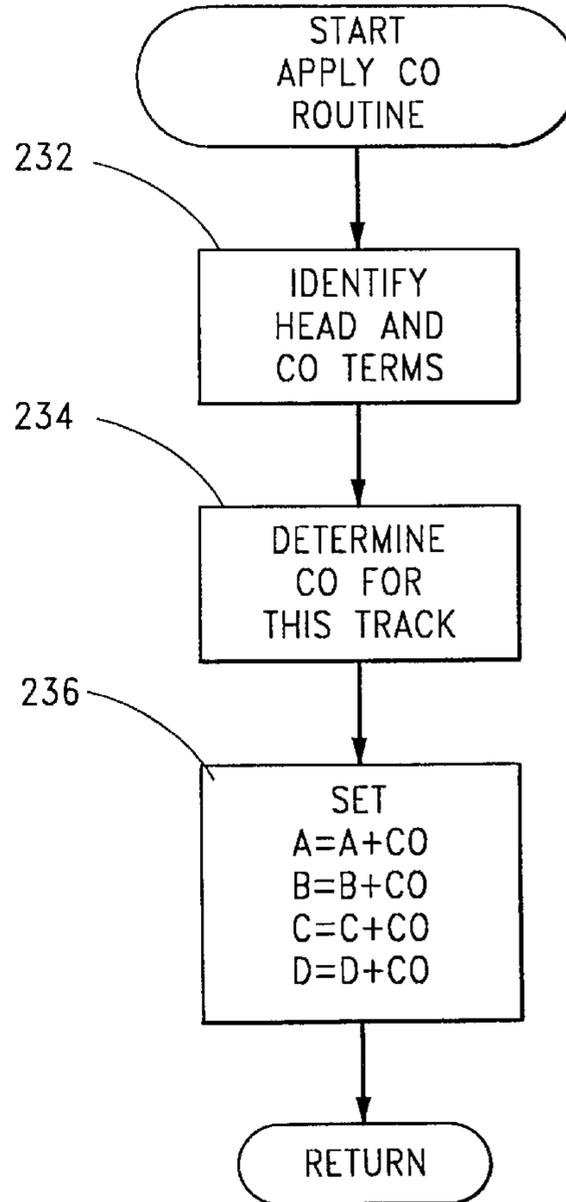 START
APPLY CO
ROUTINE
232
IDENTIFY
HEAD AND
CO TERMS
234
DETERMINE
CO FOR
THIS TRACK
236
SET
A=A+CO
B=B+CO
C=C+CO
D=D+CO
RETURN